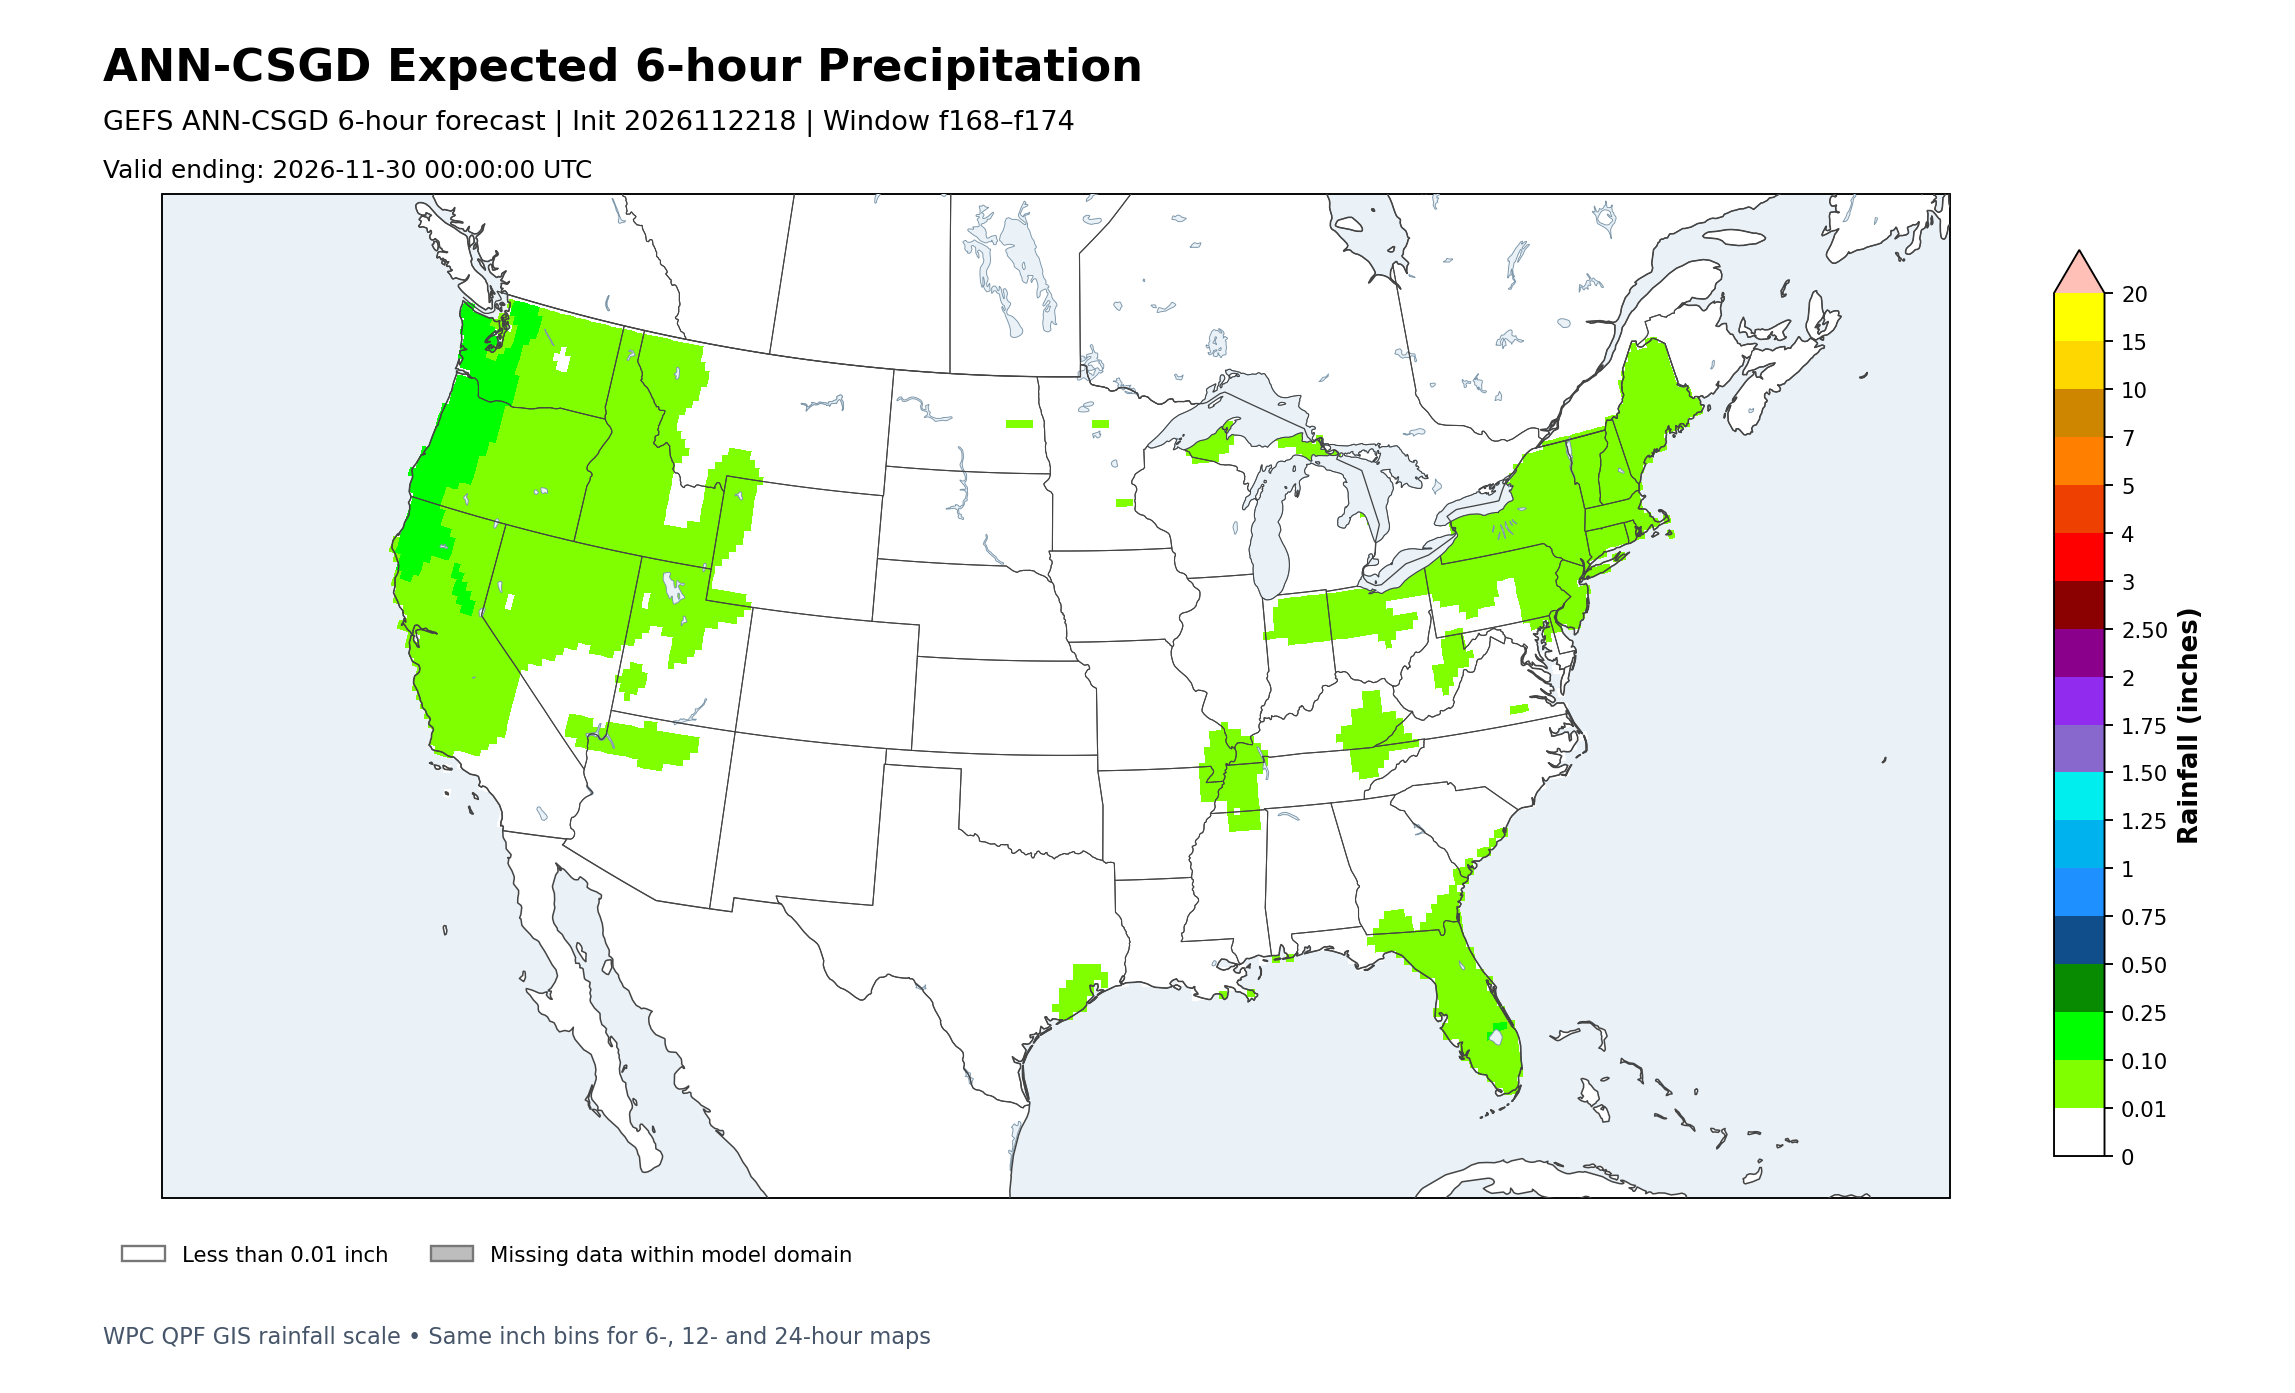 ANN-CSGD Expected 6-hour Precipitation
GEFS ANN-CSGD 6-hour forecast | Init 2026112218 | Window f168–f174
Valid ending: 2026-11-30 00:00:00 UTC
20
15
10
7
5
4
3
2.50
2
1.75
1.50
1.25
1
0.75
0.50
0.25
0.10
0.01
0
Rainfall (inches)
Less than 0.01 inch
Missing data within model domain
WPC QPF GIS rainfall scale • Same inch bins for 6-, 12- and 24-hour maps